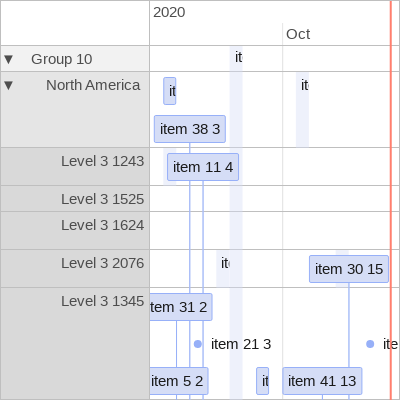 2020
Oct
▼ Group 10 it
▼ North America it it
item 38 3
Level 3 1243 item 11 4
Level 3 1525
Level 3 1624
Level 3 2076 it item 30 15
Level 3 1345 tem 31 2
item 21 3 ite
item 5 2 it item 41 13